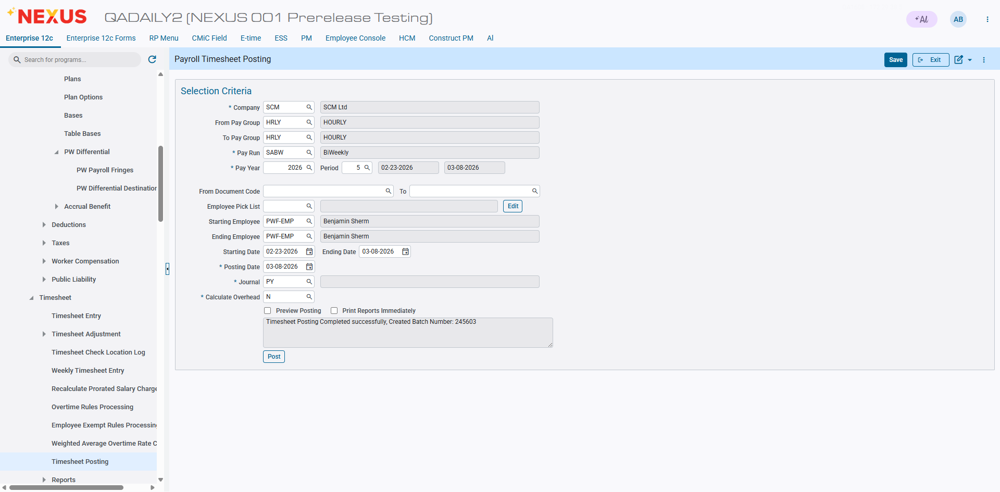 NEXUS QADAILY2 (NEXUS 001 Prerelease Testing) AI AB
Enterprise 12c Enterprise 12c Forms RP Menu CMiC Field E-time ESS PM Employee Console HCM Construct PM AI
Search for programs...
Payroll Timesheet Posting Save Exit
Plans
Plan Options
Bases
Table Bases
PW Differential
PW Payroll Fringes
PW Differential Destination
Accrual Benefit
Deductions
Taxes
Worker Compensation
Public Liability
Timesheet
Timesheet Entry
Timesheet Adjustment
Timesheet Check Location Log
Weekly Timesheet Entry
Recalculate Prorated Salary Charge
Overtime Rules Processing
Employee Exempt Rules Processing
Weighted Average Overtime Rate C
Timesheet Posting
Reports
Selection Criteria
* Company SCM SCM Ltd
From Pay Group HRLY HOURLY
To Pay Group HRLY HOURLY
* Pay Run SABW BiWeekly
* Pay Year 2026 Period 5 02-23-2026 03-08-2026
From Document Code To
Employee Pick List Edit
Starting Employee PWF-EMP Benjamin Sherm
Ending Employee PWF-EMP Benjamin Sherm
Starting Date 02-23-2026 Ending Date 03-08-2026
* Posting Date 03-08-2026
* Journal PY
* Calculate Overhead N
Preview Posting Print Reports Immediately
Timesheet Posting Completed successfully, Created Batch Number: 245603
Post